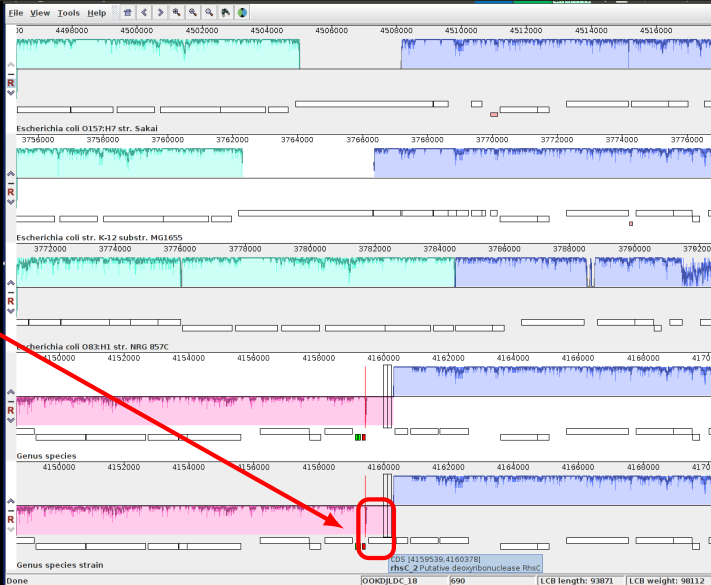 File View Tools Help
00 4498000 4500000 4502000 4504000 4506000 4508000 4510000 4512000 4514000 4516000
R
Escherichia coli O157:H7 str. Sakai
3756000 3758000 3760000 3762000 3764000 3766000 3768000 3770000 3772000 3774000 3776000
R
Escherichia coli str. K-12 substr. MG1655
3772000 3774000 3776000 3778000 3780000 3782000 3784000 3786000 3788000 3790000 3792000
R
Escherichia coli O83:H1 str. NRG 857C
4150000 4152000 4154000 4156000 4158000 4160000 4162000 4164000 4166000 4168000 4170
R
Genus species
4150000 4152000 4154000 4156000 4158000 4160000 4162000 4164000 4166000 4168000 4170
R
CDS [4159539,4160378]
rhsC_2 Putative deoxyribonuclease RhsC
Genus species strain
Done OOKDJLDC_18 690 LCB length: 93871 LCB weight: 98112